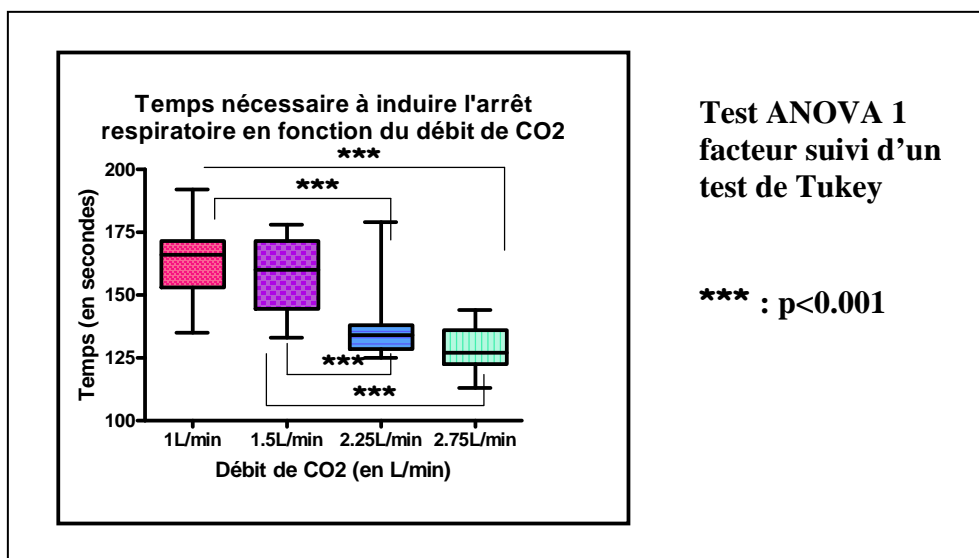 Temps nécessaire à induire l'arrêt
respiratoire en fonction du débit de CO2
***
***
***
***
200
175
150
125
100
Temps (en secondes)
1L/min 1.5L/min 2.25L/min 2.75L/min
Débit de CO2 (en L/min)
Test ANOVA 1
facteur suivi d’un
test de Tukey
*** : p<0.001